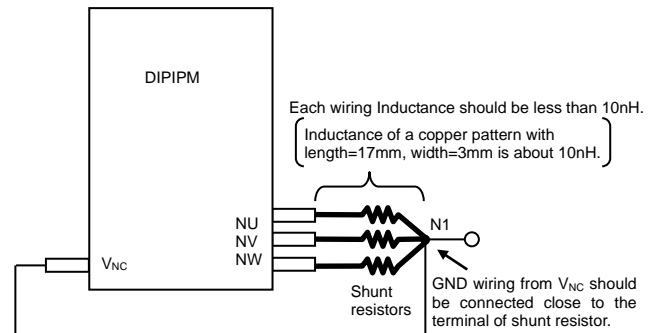 DIPIPM
Each wiring Inductance should be less than 10nH.
Inductance of a copper pattern with
length=17mm, width=3mm is about 10nH.
NU
NV
NW
N1
VNC
Shunt
resistors
GND wiring from VNC should
be connected close to the
terminal of shunt resistor.